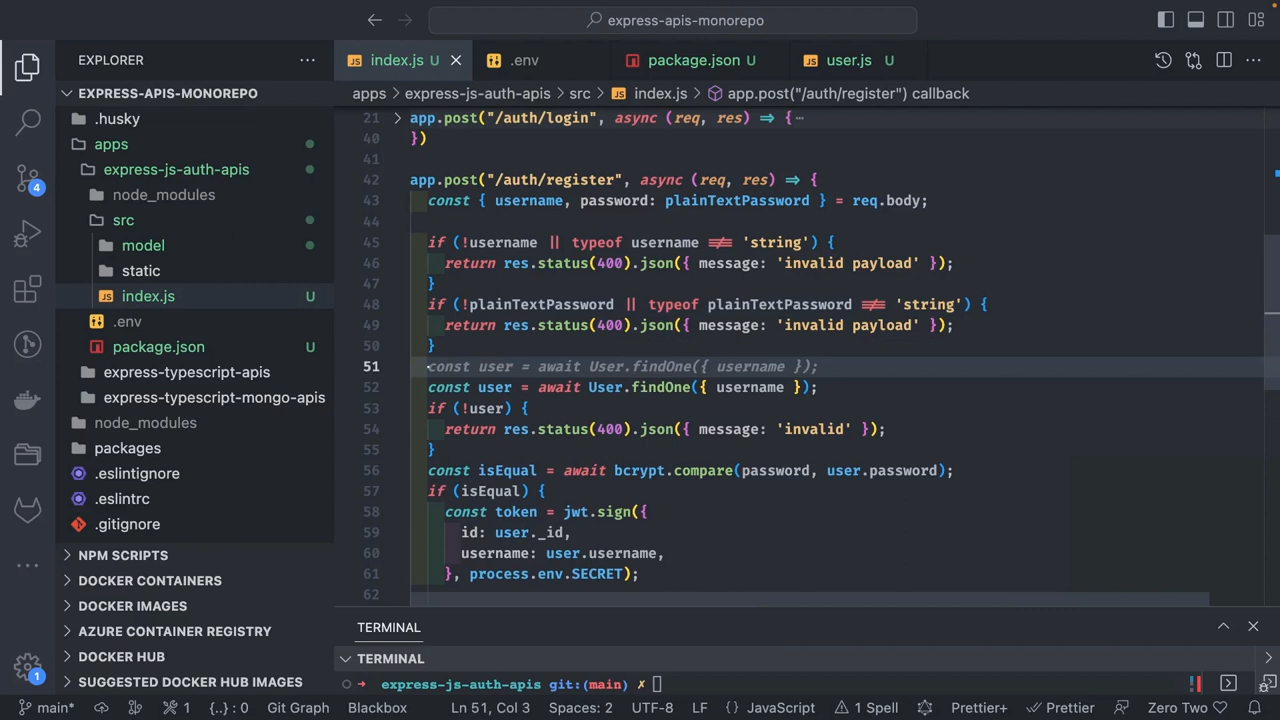 express-apis-monorepo
EXPLORER
index.js U
.env
package.json U
user.js U
EXPRESS-APIS-MONOREPO
apps > express-js-auth-apis > src > index.js > app.post("/auth/register") callback
.husky
apps
express-js-auth-apis
node_modules
src
model
static
index.js U
.env
package.json U
express-typescript-apis
express-typescript-mongo-apis
node_modules
packages
.eslintignore
.eslintrc
.gitignore
NPM SCRIPTS
DOCKER CONTAINERS
DOCKER IMAGES
AZURE CONTAINER REGISTRY
DOCKER HUB
SUGGESTED DOCKER HUB IMAGES
4
1
21 app.post("/auth/login", async (req, res) => {
40 })
41
42 app.post("/auth/register", async (req, res) => {
43 const { username, password: plainTextPassword } = req.body;
44
45 if (!username || typeof username !== 'string') {
46 return res.status(400).json({ message: 'invalid payload' });
47 }
48 if (!plainTextPassword || typeof plainTextPassword !== 'string') {
49 return res.status(400).json({ message: 'invalid payload' });
50 }
51 const user = await User.findOne({ username });
52 const user = await User.findOne({ username });
53 if (!user) {
54 return res.status(400).json({ message: 'invalid' });
55 }
56 const isEqual = await bcrypt.compare(password, user.password);
57 if (isEqual) {
58 const token = jwt.sign({
59 id: user._id,
60 username: user.username,
61 }, process.env.SECRET);
62
TERMINAL
TERMINAL
express-js-auth-apis git:(main) ✗
main* 1 {..} : 0 Git Graph Blackbox Ln 51, Col 3 Spaces: 2 UTF-8 LF JavaScript 1 Spell Prettier+ Prettier Zero Two